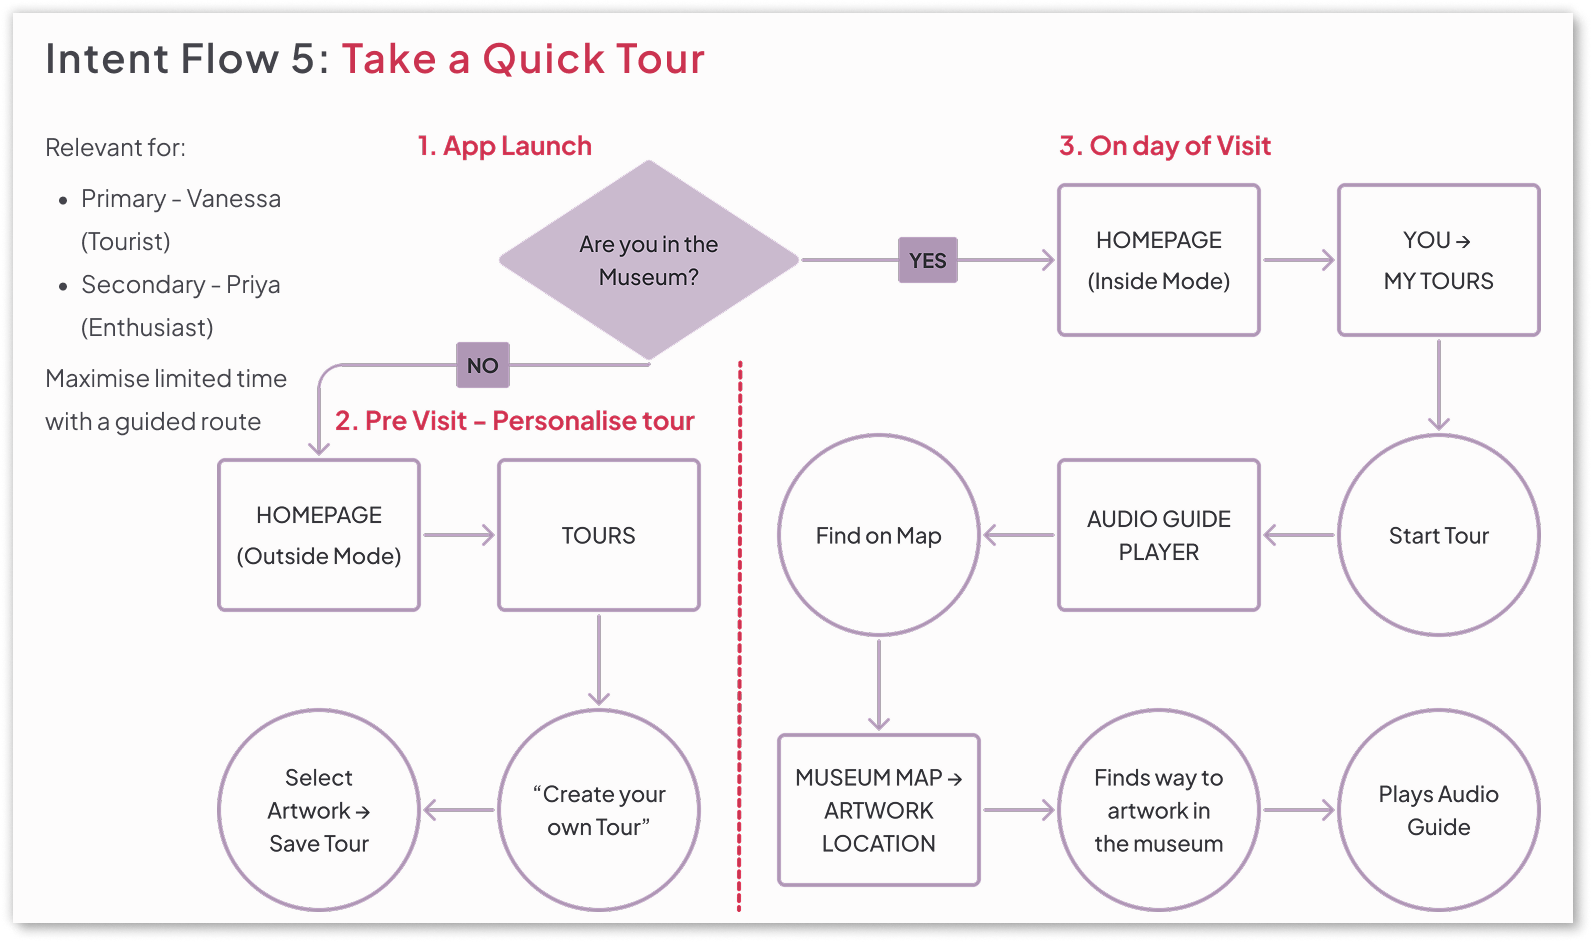 Intent Flow 5: Take a Quick Tour
Relevant for:
• Primary - Vanessa
(Tourist)
• Secondary - Priya
(Enthusiast)
Maximise limited time
with a guided route
1. App Launch
Are you in the
Museum?
YES
NO
2. Pre Visit – Personalise tour
HOMEPAGE
(Outside Mode)
TOURS
“Create your
own Tour”
Select
Artwork →
Save Tour
3. On day of Visit
HOMEPAGE
(Inside Mode)
YOU →
MY TOURS
Start Tour
AUDIO GUIDE
PLAYER
Find on Map
MUSEUM MAP →
ARTWORK
LOCATION
Finds way to
artwork in
the museum
Plays Audio
Guide